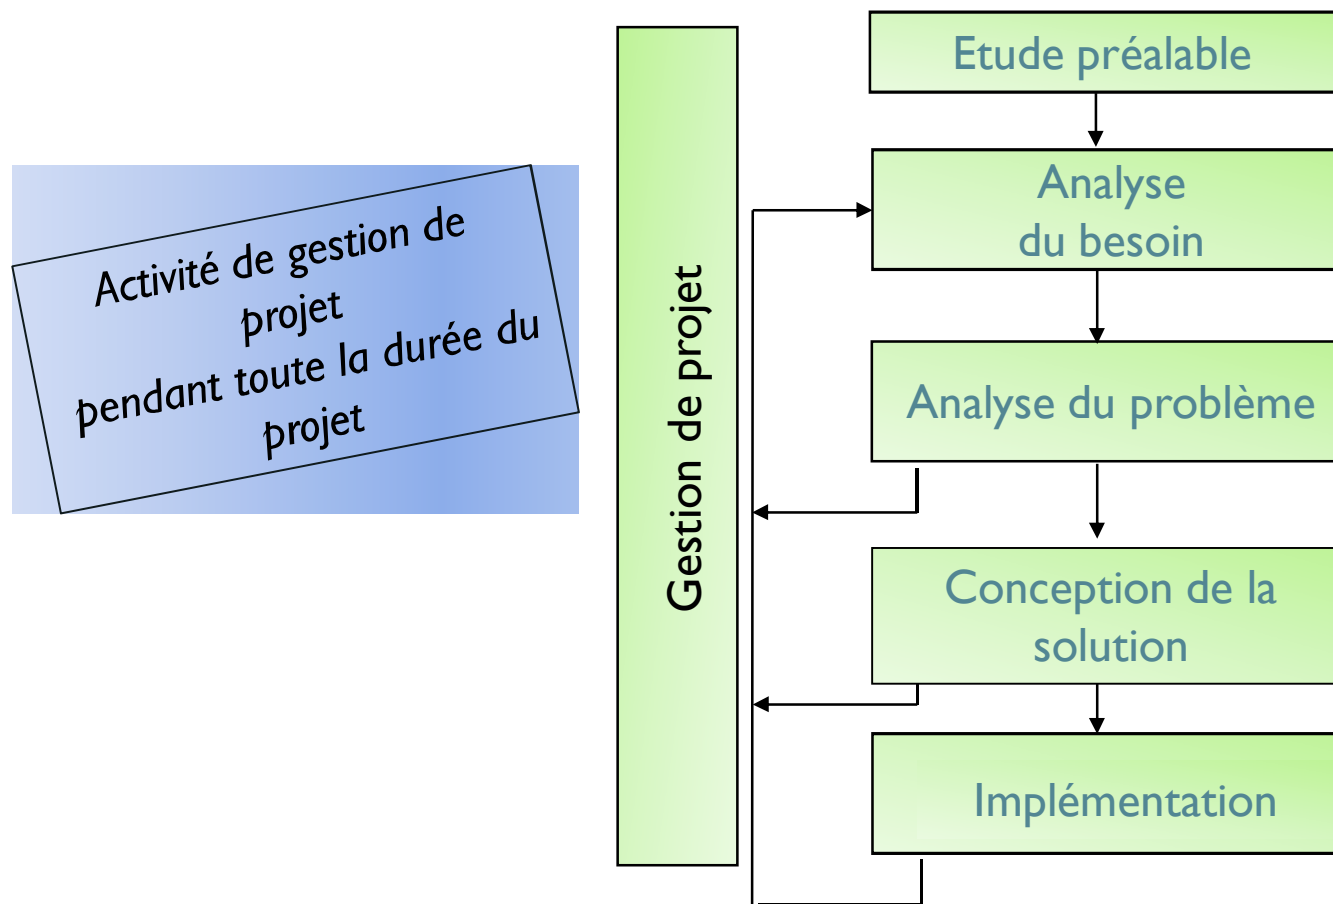 Activité de gestion de
projet
pendant toute la durée du
projet
Gestion de projet
Etude préalable
Analyse
du besoin
Analyse du problème
Conception de la
solution
Implémentation